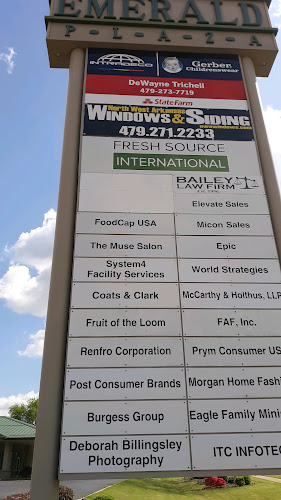 EMERALD
P·L·A·Z·A
INTRADECO
Gerber
Childrenswear
DeWayne Trichell
479-273-7719
State Farm
North West Arkansas
WINDOWS & SIDING
nwawindows.com
479.271.2233
FRESH SOURCE
INTERNATIONAL
BAILEY
LAW FIRM
Elevate Sales
FoodCap USA
Micon Sales
The Muse Salon
Epic
System4
Facility Services
World Strategies
Coats & Clark
McCarthy & Holthus, LLP
Fruit of the Loom
FAF, Inc.
Renfro Corporation
Prym Consumer US
Post Consumer Brands
Morgan Home Fashi
Burgess Group
Eagle Family Mini
Deborah Billingsley
Photography
ITC INFOTEC